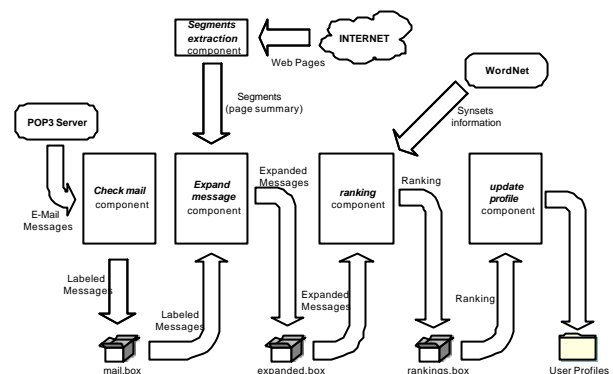 Segments
extraction
component
INTERNET
Web Pages
WordNet
Segments
(page summary)
Synsets
information
POP3 Server
Check mail
component
Expand
message
component
Expanded
Messages
ranking
component
Ranking
update
profile
component
E-Mail
Messages
Labeled
Messages
Labeled
Messages
Expanded
Messages
Ranking
mail.box
expanded.box
rankings.box
User Profiles